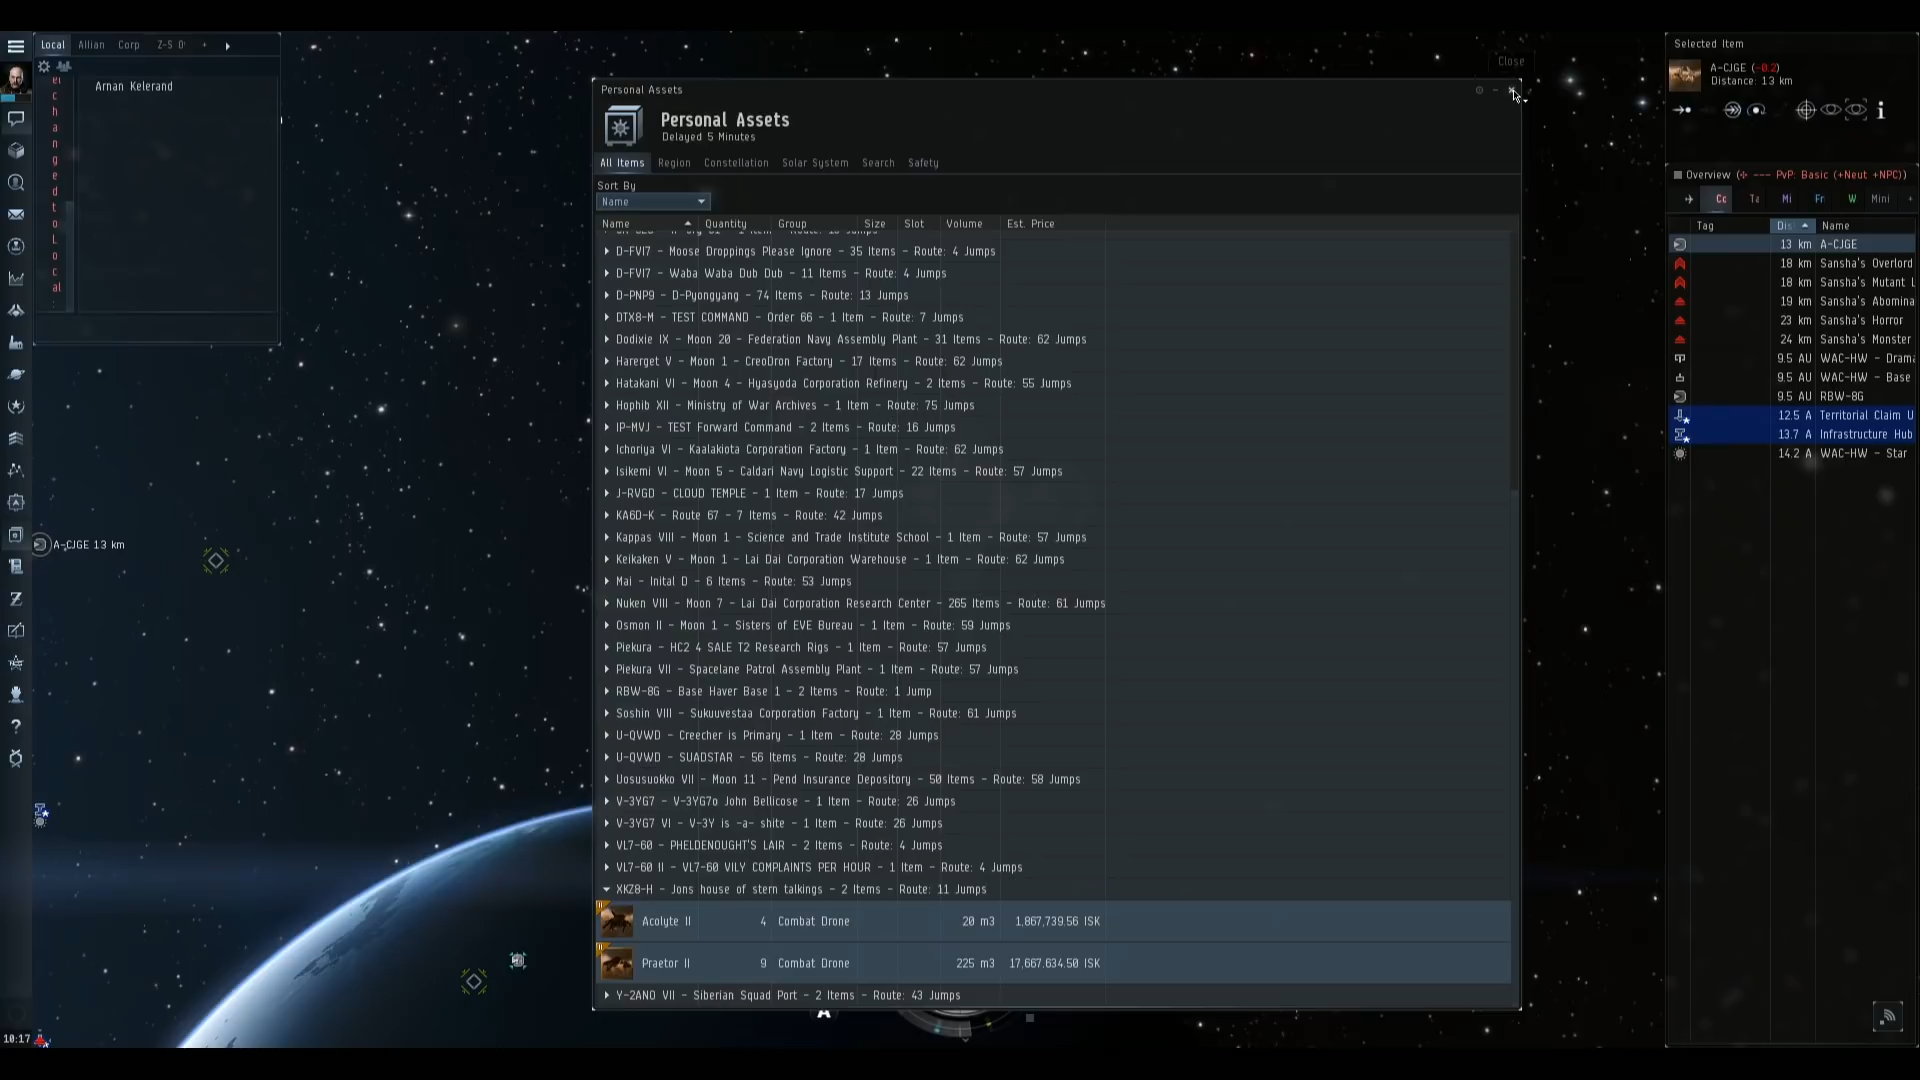 Local Allian Corp Z-S 0
Arnan Kelerand
e
c
h
a
n
g
e
d
t
o
L
o
c
al
:
A-CJGE 13 km
10:17
Close
Personal Assets
Personal Assets
Delayed 5 Minutes
All Items Region Constellation Solar System Search Safety
Sort By
Name
Name Quantity Group Size Slot Volume Est. Price
D-FVI7 - Moose Droppings Please Ignore - 35 Items - Route: 4 Jumps
D-FVI7 - Waba Waba Dub Dub - 11 Items - Route: 4 Jumps
D-PNP9 - D-Pyongyang - 74 Items - Route: 13 Jumps
DTX8-M - TEST COMMAND - Order 66 - 1 Item - Route: 7 Jumps
Dodixie IX - Moon 20 - Federation Navy Assembly Plant - 31 Items - Route: 62 Jumps
Harerget V - Moon 1 - CreoDron Factory - 17 Items - Route: 62 Jumps
Hatakani VI - Moon 4 - Hyasyoda Corporation Refinery - 2 Items - Route: 55 Jumps
Hophib XII - Ministry of War Archives - 1 Item - Route: 75 Jumps
IP-MVJ - TEST Forward Command - 2 Items - Route: 16 Jumps
Ichoriya VI - Kaalakiota Corporation Factory - 1 Item - Route: 62 Jumps
Isikemi VI - Moon 5 - Caldari Navy Logistic Support - 22 Items - Route: 57 Jumps
J-RVGD - CLOUD TEMPLE - 1 Item - Route: 17 Jumps
KA6D-K - Route 67 - 7 Items - Route: 42 Jumps
Kappas VIII - Moon 1 - Science and Trade Institute School - 1 Item - Route: 57 Jumps
Keikaken V - Moon 1 - Lai Dai Corporation Warehouse - 1 Item - Route: 62 Jumps
Mai - Inital D - 6 Items - Route: 53 Jumps
Nuken VIII - Moon 7 - Lai Dai Corporation Research Center - 265 Items - Route: 61 Jumps
Osmon II - Moon 1 - Sisters of EVE Bureau - 1 Item - Route: 59 Jumps
Piekura - HC2 4 SALE T2 Research Rigs - 1 Item - Route: 57 Jumps
Piekura VII - Spacelane Patrol Assembly Plant - 1 Item - Route: 57 Jumps
RBW-8G - Base Haver Base 1 - 2 Items - Route: 1 Jump
Soshin VIII - Sukuuvestaa Corporation Factory - 1 Item - Route: 61 Jumps
U-QVWD - Creecher is Primary - 1 Item - Route: 28 Jumps
U-QVWD - SUADSTAR - 56 Items - Route: 28 Jumps
Uosusuokko VII - Moon 11 - Pend Insurance Depository - 50 Items - Route: 58 Jumps
V-3YG7 - V-3YG7o John Bellicose - 1 Item - Route: 26 Jumps
V-3YG7 VI - V-3Y is -a- shite - 1 Item - Route: 26 Jumps
VL7-60 - PHELDENOUGHT'S LAIR - 2 Items - Route: 4 Jumps
VL7-60 II - VL7-60 VILY COMPLAINTS PER HOUR - 1 Item - Route: 4 Jumps
XKZ8-H - Jons house of stern talkings - 2 Items - Route: 11 Jumps
Acolyte II 4 Combat Drone 20 m3 1,867,739.56 ISK
Praetor II 9 Combat Drone 225 m3 17,667,634.50 ISK
Y-2ANO VII - Siberian Squad Port - 2 Items - Route: 43 Jumps
Selected Item
A-CJGE (-0.2)
Distance: 13 km
Overview (--- PvP: Basic (+Neut +NPC))
Cc Ta Mi Fr W Mini
Tag Dis Name
13 km A-CJGE
18 km Sansha's Overlord
18 km Sansha's Mutant L
19 km Sansha's Abomina
23 km Sansha's Horror
24 km Sansha's Monster
9.5 AU WAC-HW - Drama
9.5 AU WAC-HW - Base
9.5 AU RBW-8G
12.5 A Territorial Claim U
13.7 A Infrastructure Hub
14.2 A WAC-HW - Star